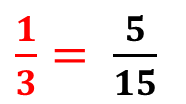 1/3 = 5/15